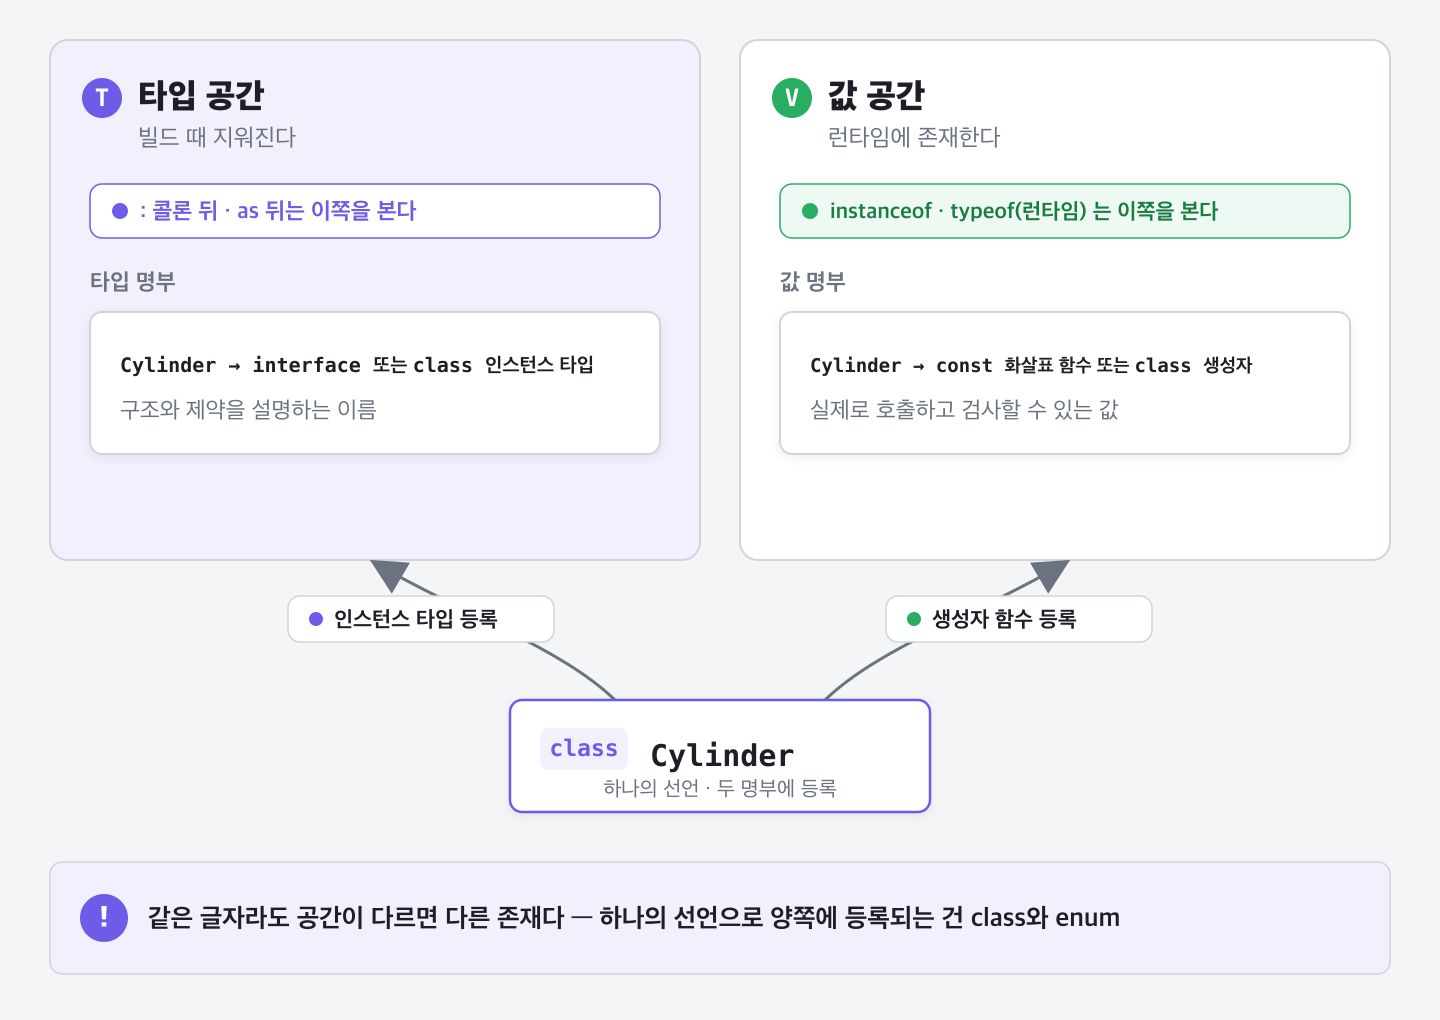 T 타입 공간
빌드 때 지워진다
: 콜론 뒤 · as 뒤는 이쪽을 본다
타입 명부
Cylinder → interface 또는 class 인스턴스 타입
구조와 제약을 설명하는 이름
V 값 공간
런타임에 존재한다
instanceof · typeof(런타임) 는 이쪽을 본다
값 명부
Cylinder → const 화살표 함수 또는 class 생성자
실제로 호출하고 검사할 수 있는 값
인스턴스 타입 등록
생성자 함수 등록
class Cylinder
하나의 선언 · 두 명부에 등록
! 같은 글자라도 공간이 다르면 다른 존재다 — 하나의 선언으로 양쪽에 등록되는 건 class와 enum